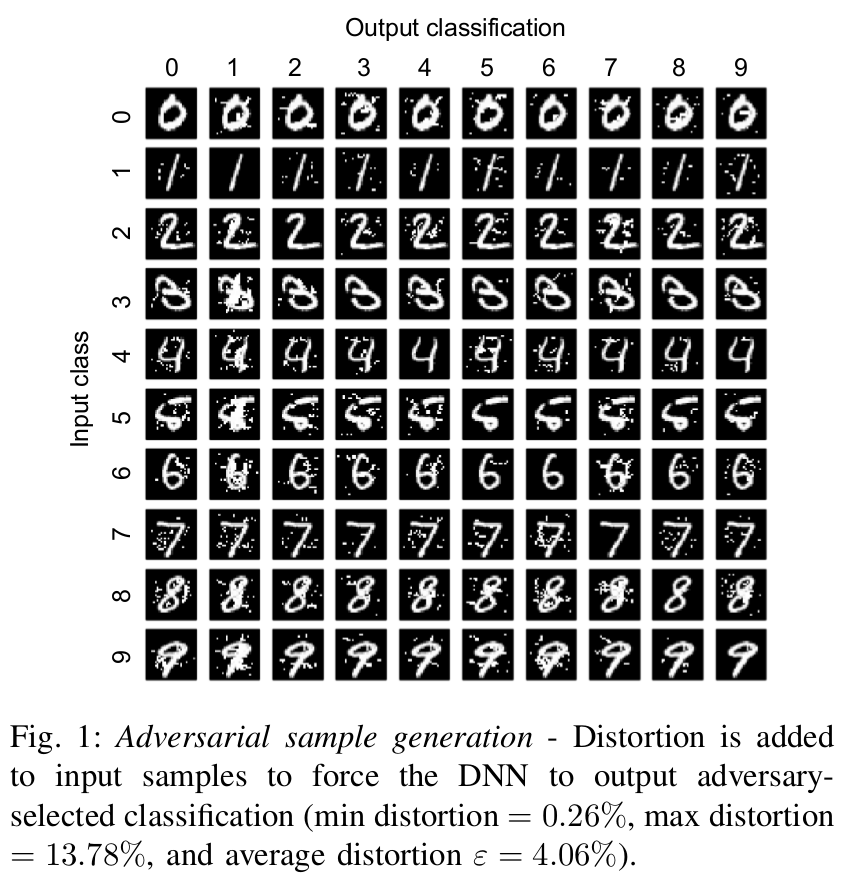 Output classification
0 1 2 3 4 5 6 7 8 9
Input class
0
1
2
3
4
5
6
7
8
9
Fig. 1: Adversarial sample generation - Distortion is added
to input samples to force the DNN to output adversary-
selected classification (min distortion = 0.26%, max distortion
= 13.78%, and average distortion ε = 4.06%).